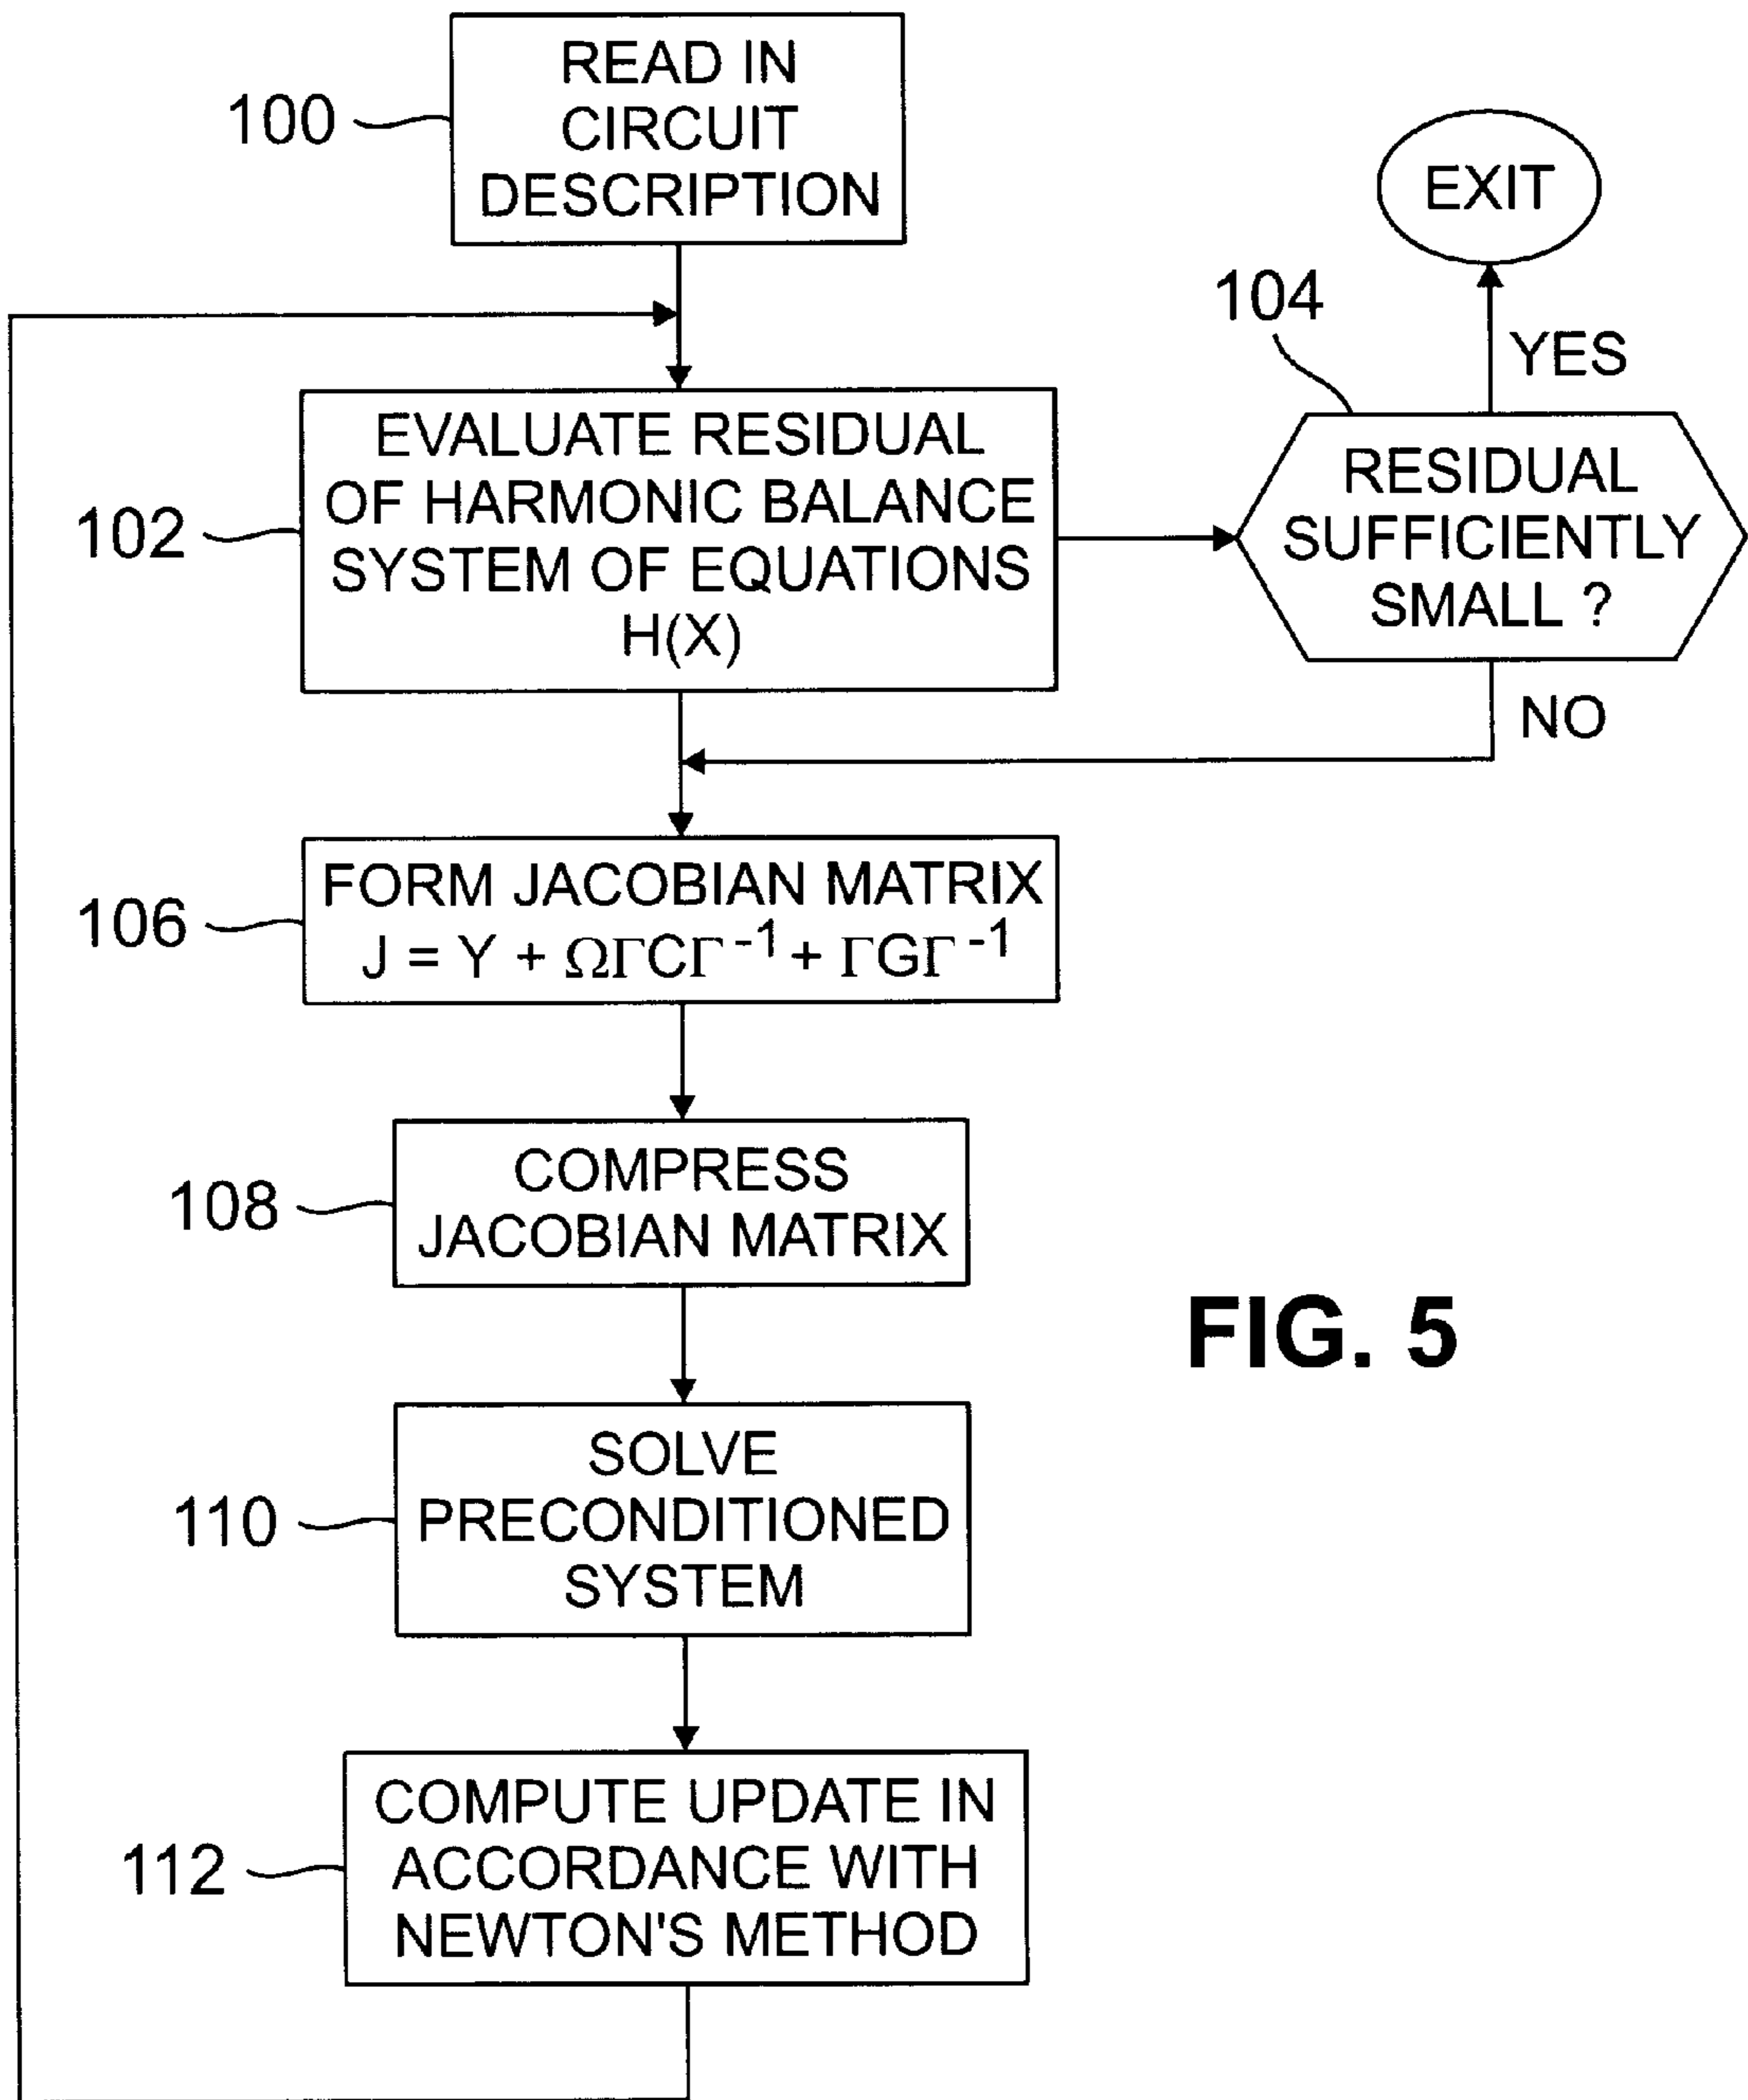 READ IN
CIRCUIT
DESCRIPTION
100
EXIT
104
YES
EVALUATE RESIDUAL
OF HARMONIC BALANCE
SYSTEM OF EQUATIONS
H(X)
102
RESIDUAL
SUFFICIENTLY
SMALL ?
NO
FORM JACOBIAN MATRIX
J = Y + ΩΓCΓ⁻¹ + ΓGΓ⁻¹
106
COMPRESS
JACOBIAN MATRIX
108
FIG. 5
SOLVE
PRECONDITIONED
SYSTEM
110
COMPUTE UPDATE IN
ACCORDANCE WITH
NEWTON'S METHOD
112